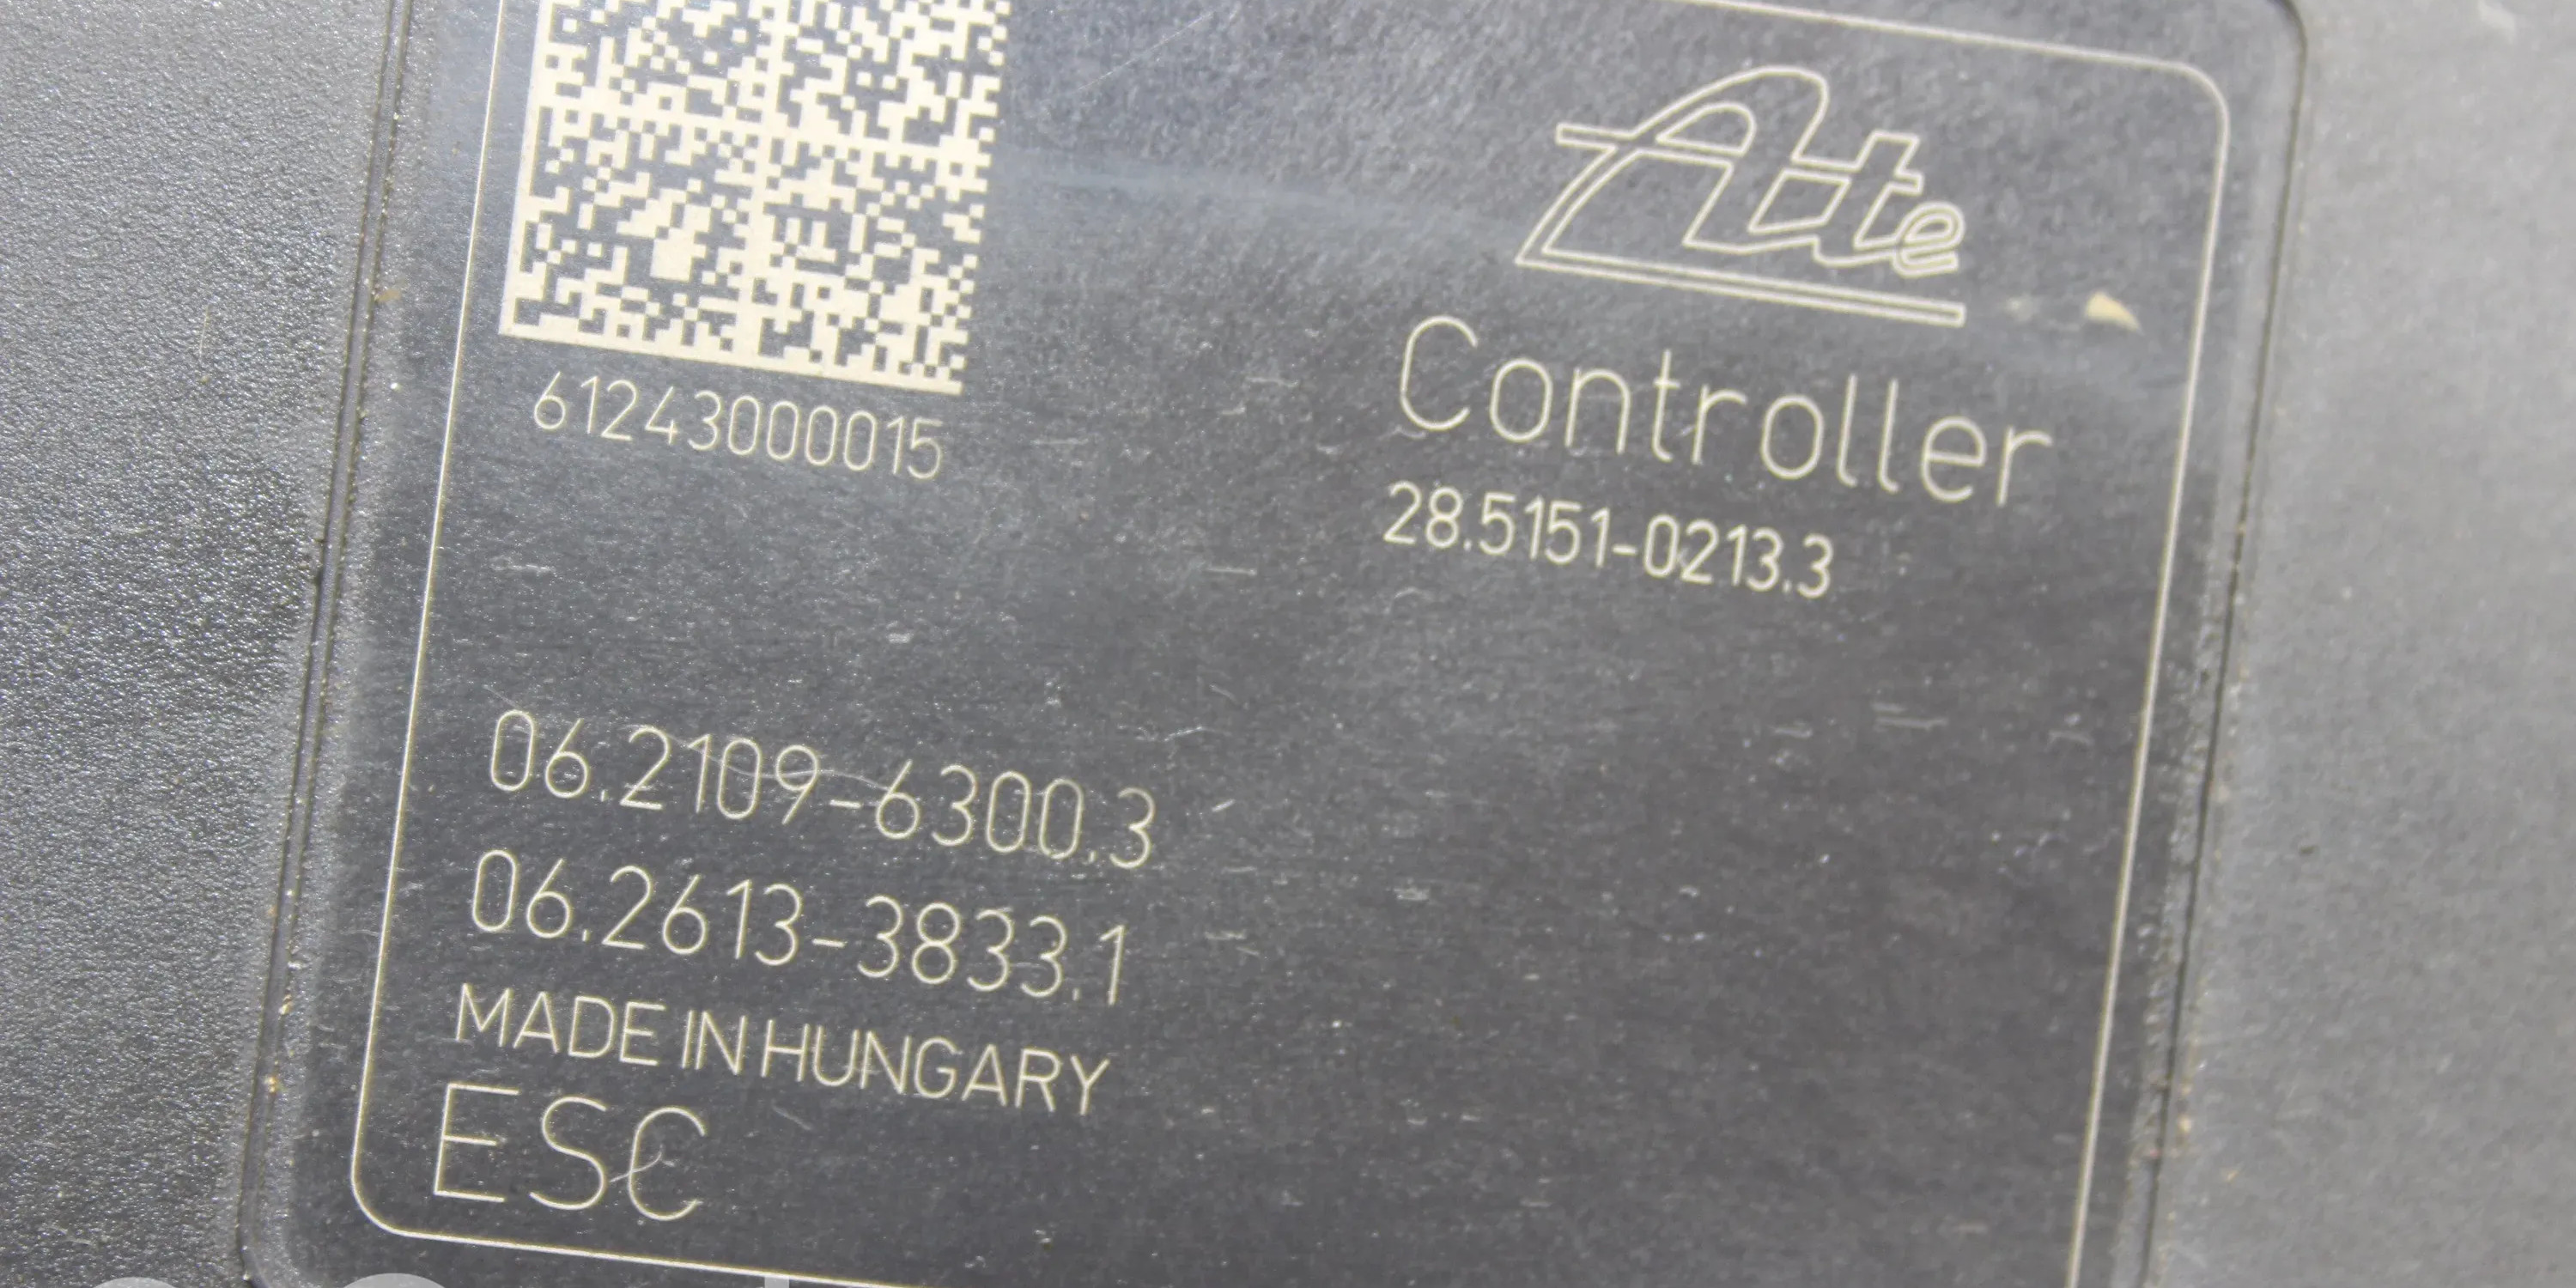 Ate
61243000015
Controller
28.5151-0213.3
06.2109-6300.3
06.2613-3833.1
MADE IN HUNGARY
ESC